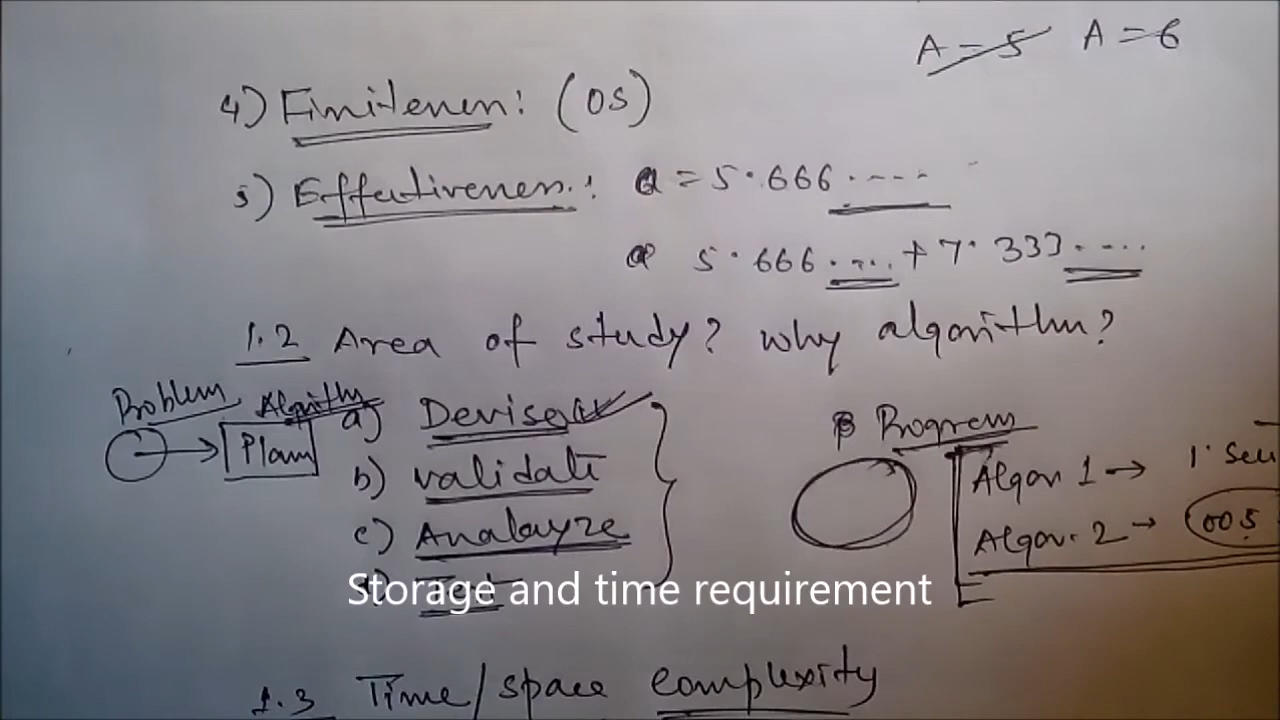 A = 5 A = 6
4) Finiteness: (OS)
5) Effectiveness: a = 5.666.....
5.666..... + 7.333.....
1.2 Area of study? why algorithm?
Problem Algorithm
Plan
a) Devise
b) validate
c) Analayze
d) Test
Program
Algor 1 → 1 sec
Algor. 2 → 005
Storage and time requirement
1.3 Time/space complexity